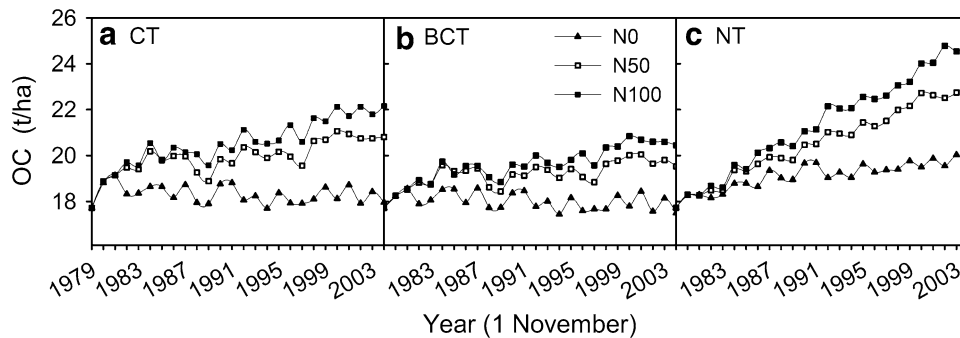 a CT
b BCT
c NT
N0
N50
N100
OC (t/ha)
26
24
22
20
18
1979 1983 1987 1991 1995 1999 2003
1983 1987 1991 1995 1999 2003
1983 1987 1991 1995 1999 2003
Year (1 November)